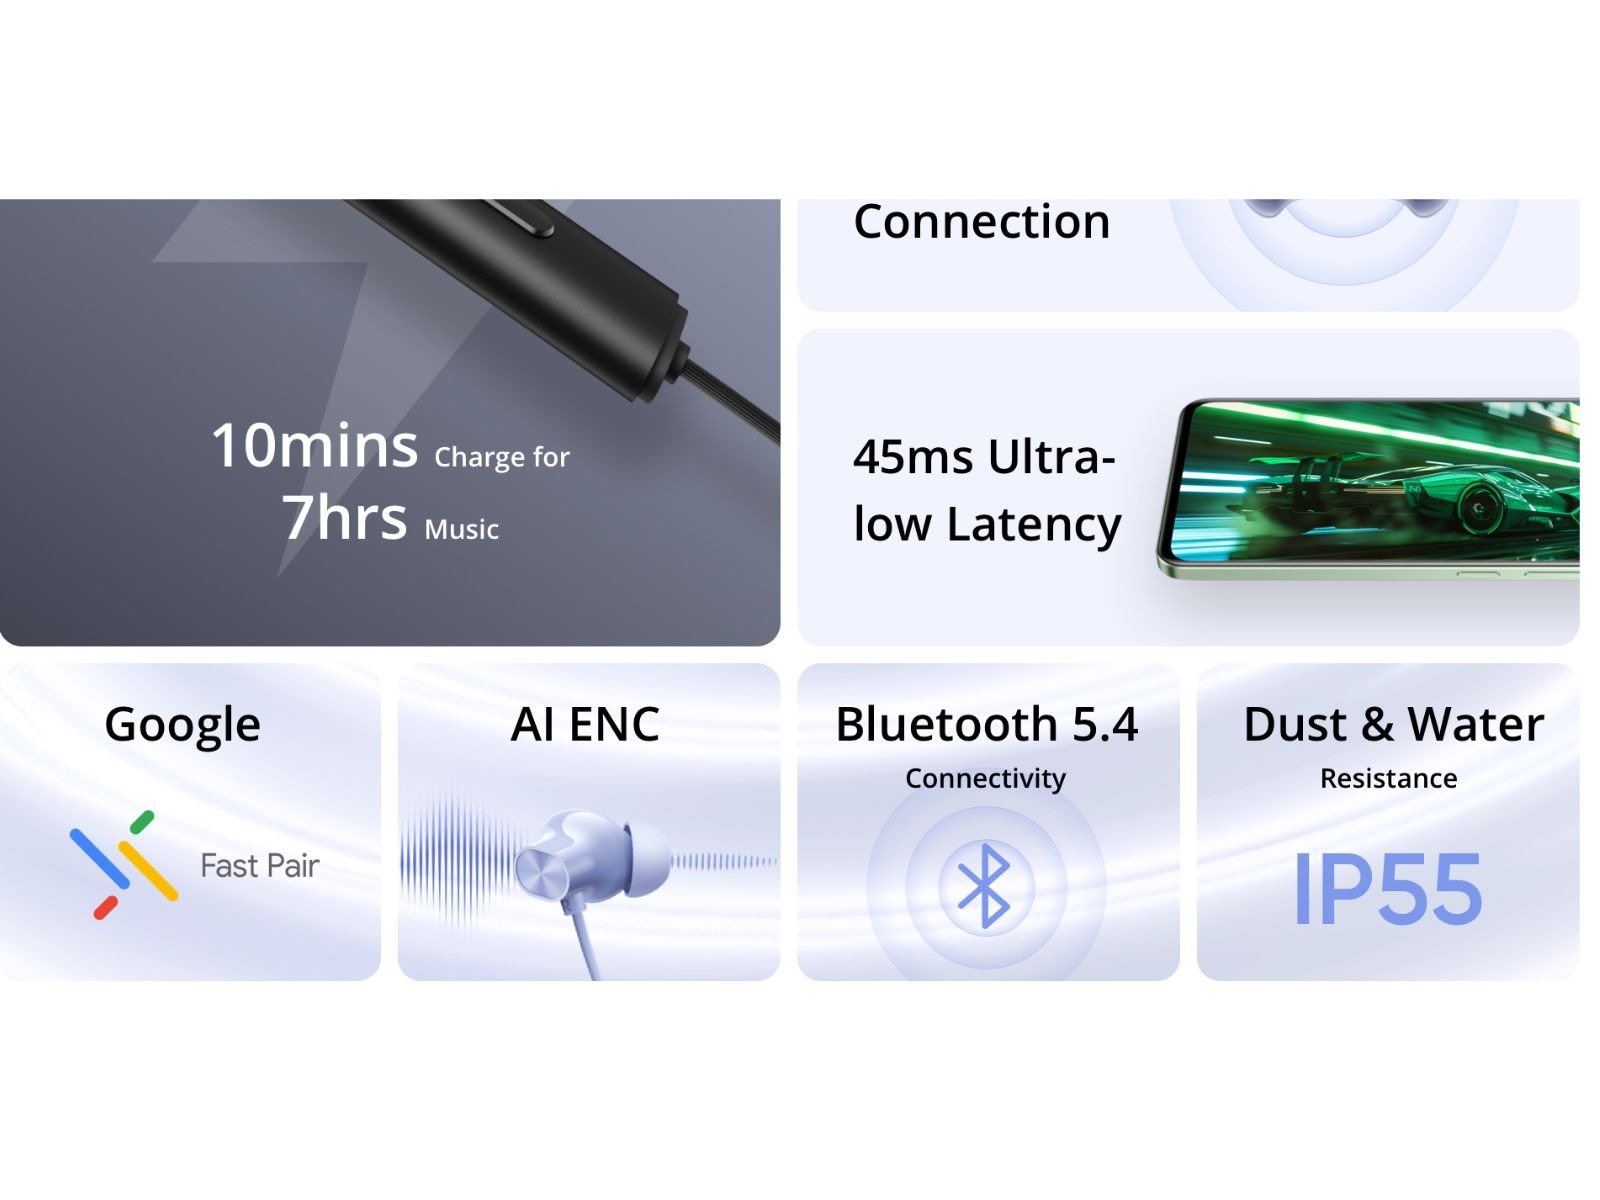 10mins Charge for
7hrs Music
Connection
45ms Ultra-
low Latency
Google
Fast Pair
AI ENC
Bluetooth 5.4
Connectivity
Dust & Water
Resistance
IP55